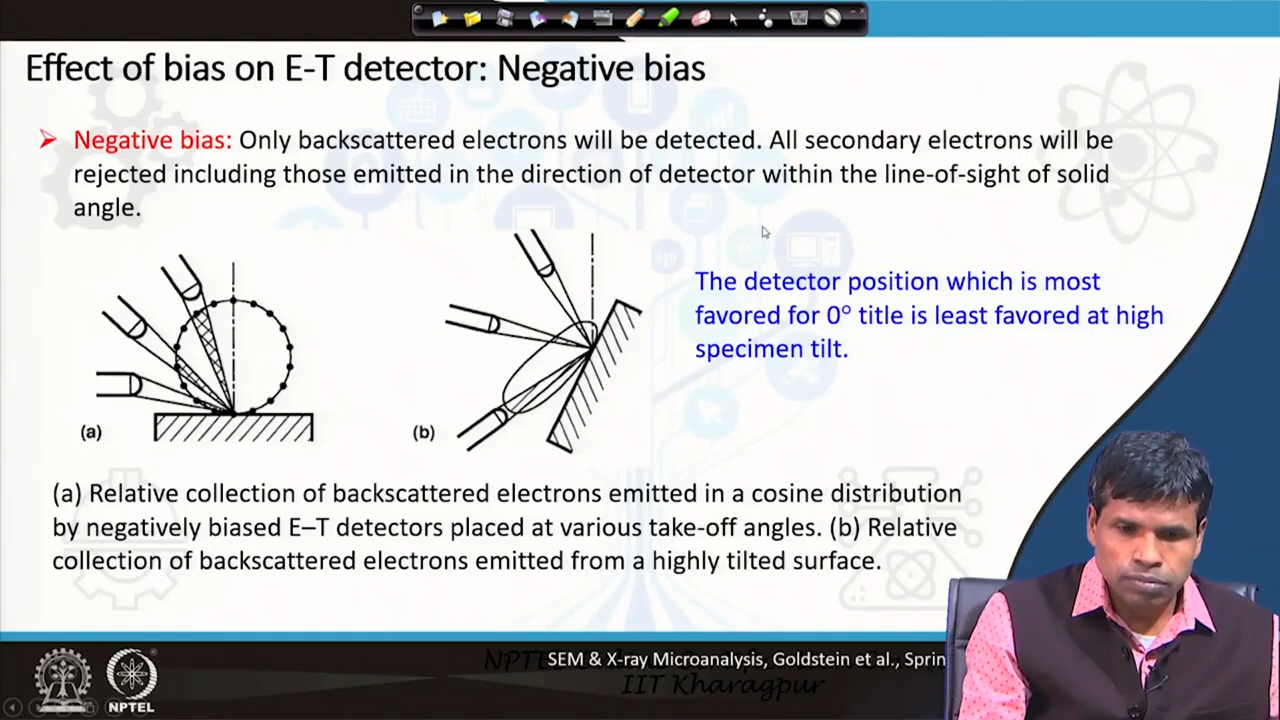 Effect of bias on E-T detector: Negative bias
Negative bias: Only backscattered electrons will be detected. All secondary electrons will be
rejected including those emitted in the direction of detector within the line-of-sight of solid
angle.
The detector position which is most
favored for 0° title is least favored at high
specimen tilt.
(a)
(b)
(a) Relative collection of backscattered electrons emitted in a cosine distribution
by negatively biased E–T detectors placed at various take-off angles. (b) Relative
collection of backscattered electrons emitted from a highly tilted surface.
SEM & X-ray Microanalysis, Goldstein et al., Sprin
IIT Kharagpur
NPTEL